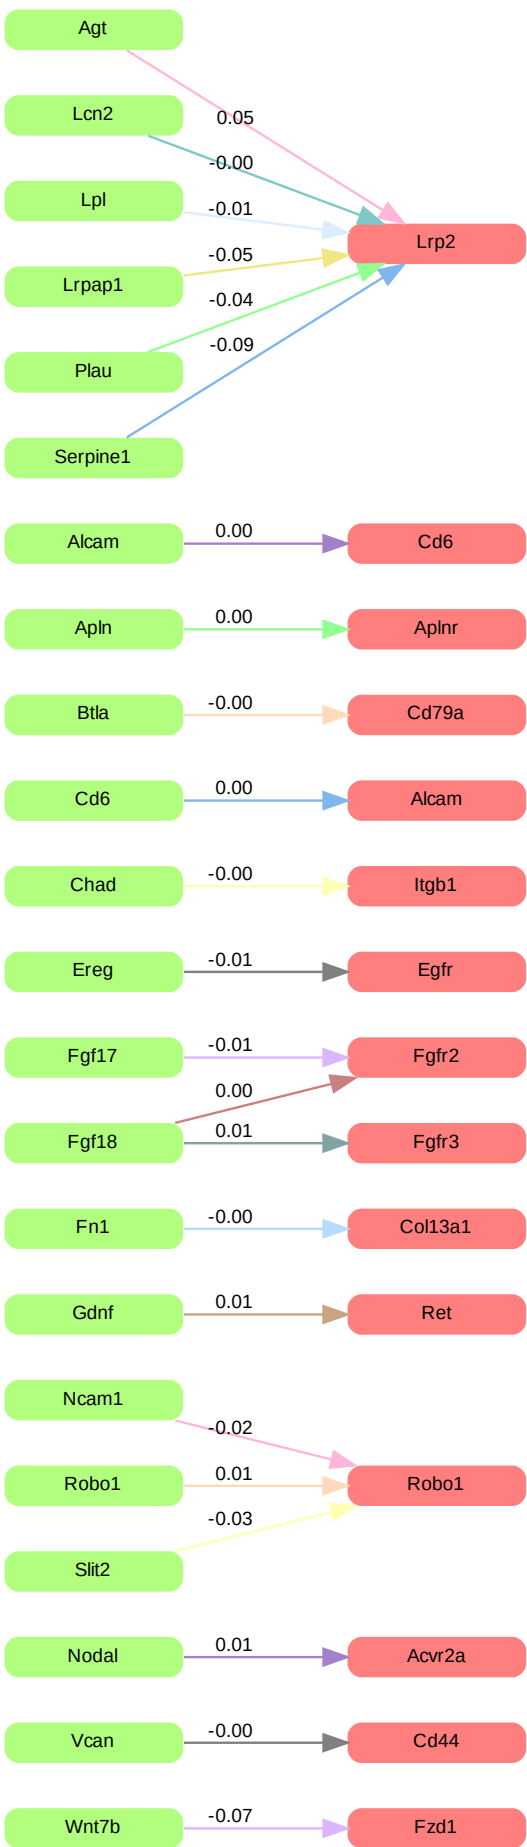 Agt
0.05
Lcn2
-0.00
Lpl
-0.01
Lrp2
Lrpap1
-0.05
Plau
-0.04
-0.09
Serpine1
Alcam 0.00 Cd6
Apln 0.00 Aplnr
Btla -0.00 Cd79a
Cd6 0.00 Alcam
Chad -0.00 Itgb1
Ereg -0.01 Egfr
Fgf17 -0.01 Fgfr2
0.00
Fgf18 0.01 Fgfr3
Fn1 -0.00 Col13a1
Gdnf 0.01 Ret
Ncam1
-0.02
Robo1 0.01 Robo1
-0.03
Slit2
Nodal 0.01 Acvr2a
Vcan -0.00 Cd44
Wnt7b -0.07 Fzd1